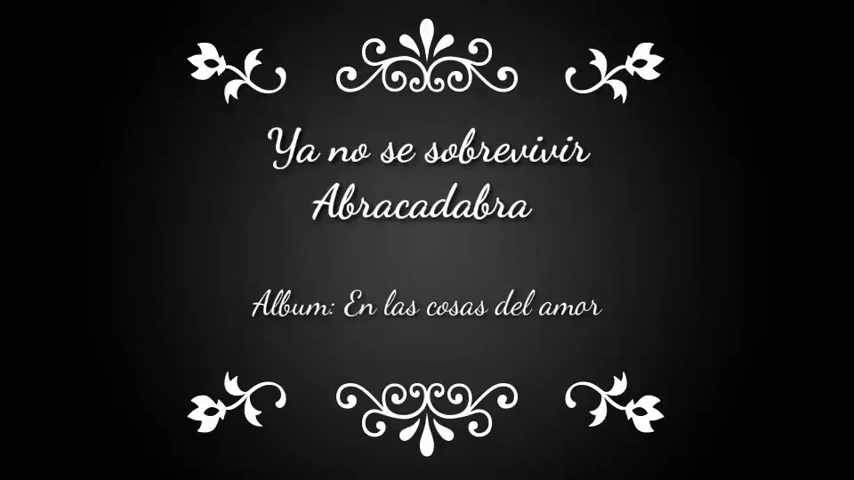 Ya no se sobrevivir
Abracadabra
Album: En las cosas del amor